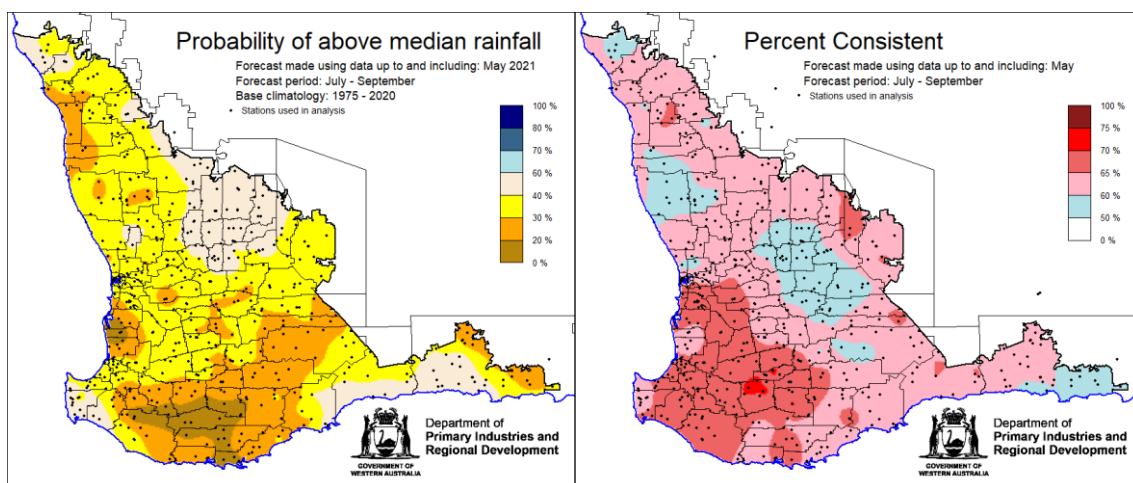 Probability of above median rainfall
Forecast made using data up to and including: May 2021
Forecast period: July - September
Base climatology: 1975 - 2020
• Stations used in analysis
100 %
80 %
70 %
60 %
40 %
30 %
20 %
0 %
GOVERNMENT OF
WESTERN AUSTRALIA
Department of
Primary Industries and
Regional Development
Percent Consistent
Forecast made using data up to and including: May
Forecast period: July - September
• Stations used in analysis
100 %
75 %
70 %
65 %
60 %
50 %
0 %
GOVERNMENT OF
WESTERN AUSTRALIA
Department of
Primary Industries and
Regional Development